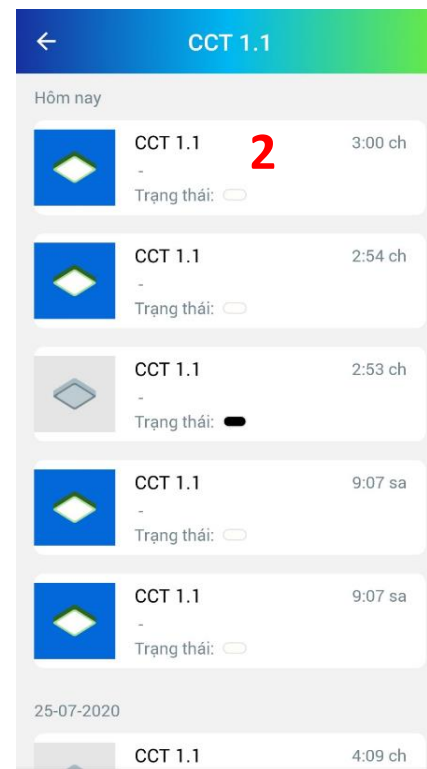 CCT 1.1
Hôm nay
CCT 1.1 2 3:00 ch
-
Trạng thái:
CCT 1.1 2:54 ch
-
Trạng thái:
CCT 1.1 2:53 ch
-
Trạng thái:
CCT 1.1 9:07 sa
-
Trạng thái:
CCT 1.1 9:07 sa
-
Trạng thái:
25-07-2020
CCT 1.1 4:09 ch